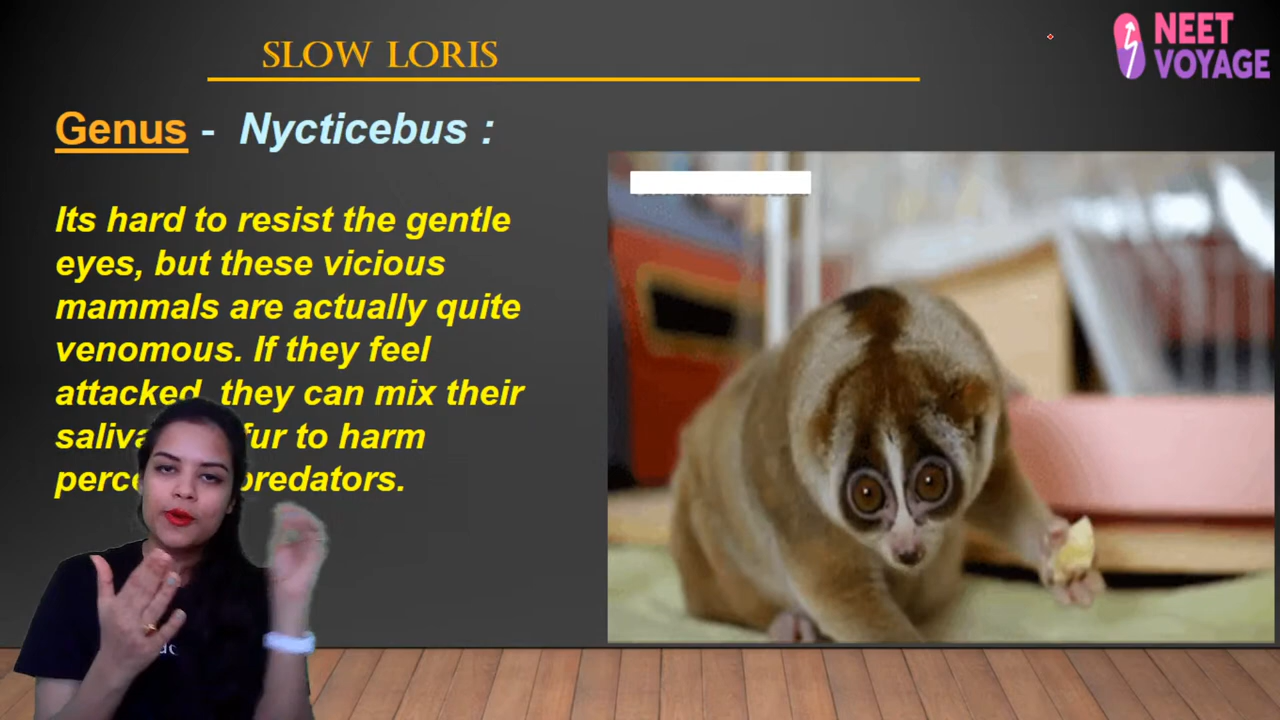 SLOW LORIS
NEET
VOYAGE
Genus - Nycticebus :
Its hard to resist the gentle
eyes, but these vicious
mammals are actually quite
venomous. If they feel
attacked they can mix their
saliva fur to harm
predators.